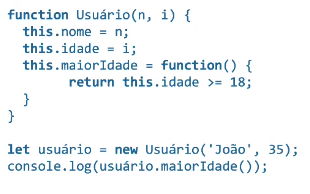 function Usuário(n, i) {
  this.nome = n;
  this.idade = i;
  this.maiorIdade = function() {
        return this.idade >= 18;
  }
}

let usuário = new Usuário('João', 35);
console.log(usuário.maiorIdade());